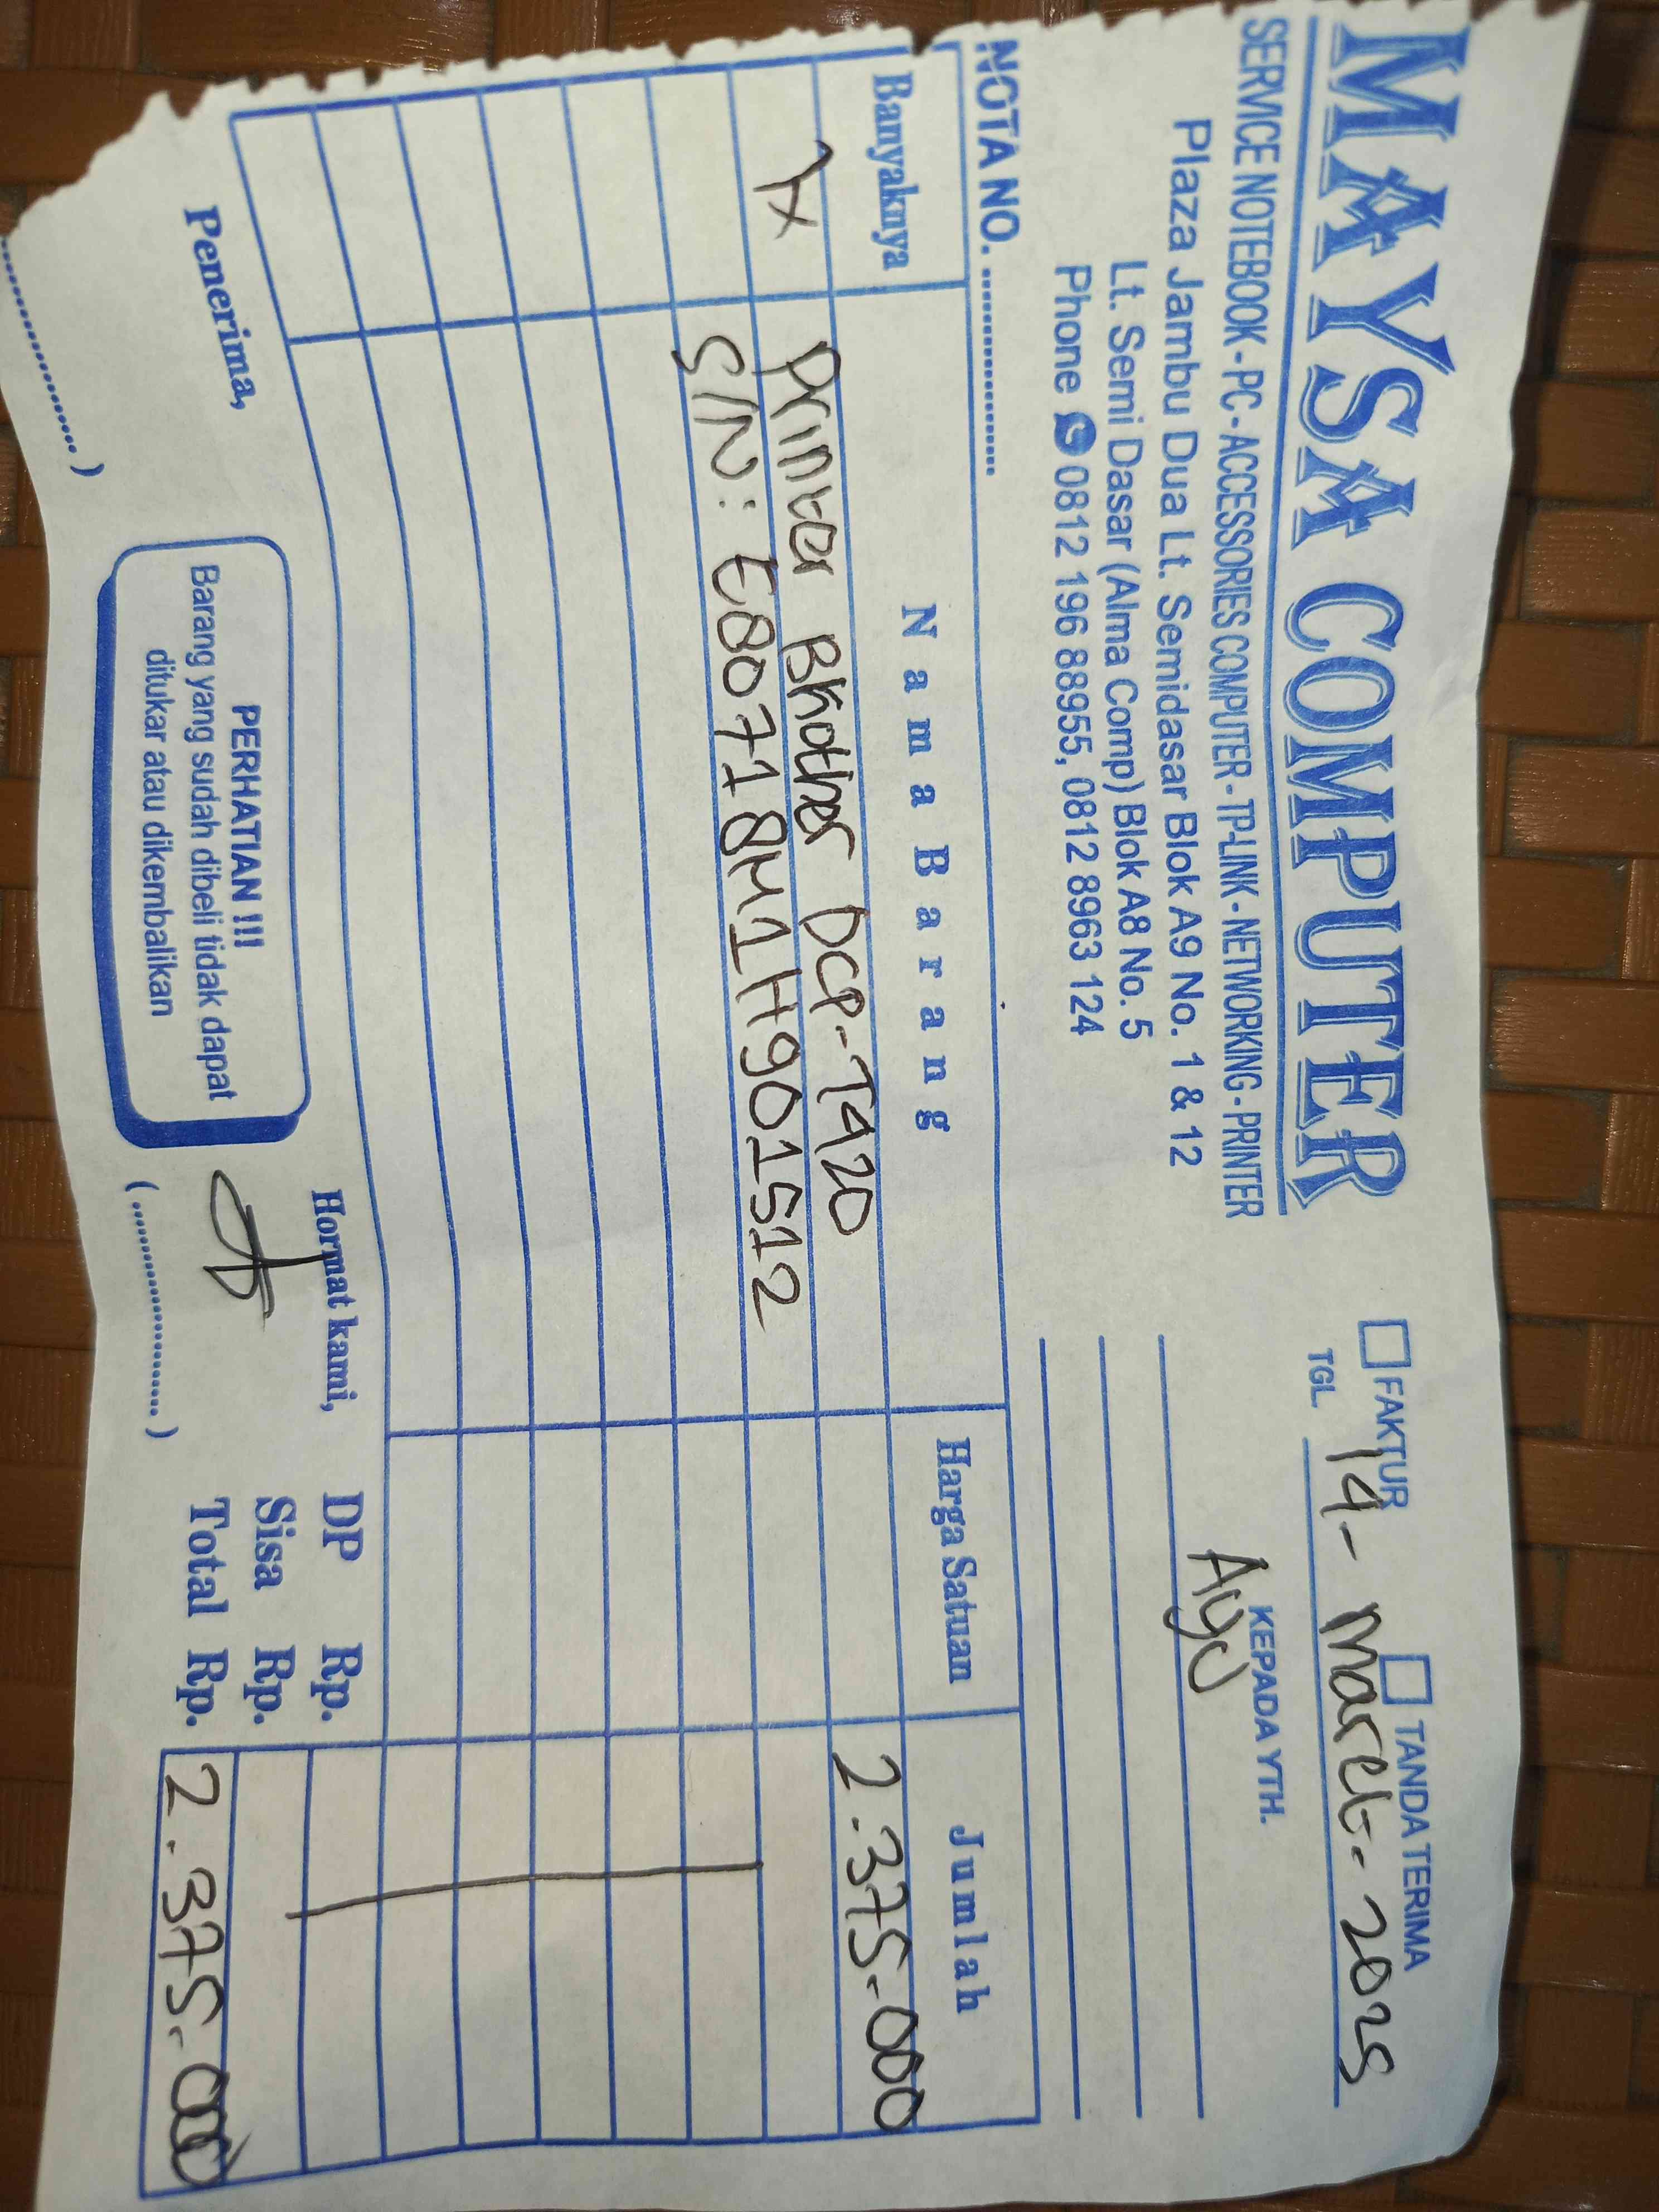 MAYSA COMPUTER
SERVICE NOTEBOOK - PC - ACCESSORIES COMPUTER - TP-LINK - NETWORKING - PRINTER
Plaza Jambu Dua Lt. Semidasar Blok A9 No. 1 & 12
Lt. Semi Dasar (Alma Comp) Blok A8 No. 5
Phone 0812 196 88955, 0812 8963 124
FAKTUR TANDA TERIMA
TGL. 14 - Maret - 2025
KEPADA YTH.
Ayu
NOTA NO. ....................
Banyaknya Nama Barang Harga Satuan Jumlah
Printer Brother DCP-T420 2.375.000
S/N: E80718M1H901512
Penerima,
(....................)
PERHATIAN !!!
Barang yang sudah dibeli tidak dapat
ditukar atau dikembalikan
Hormat kami,
(....................)
DP Rp.
Sisa Rp.
Total Rp. 2.375.000